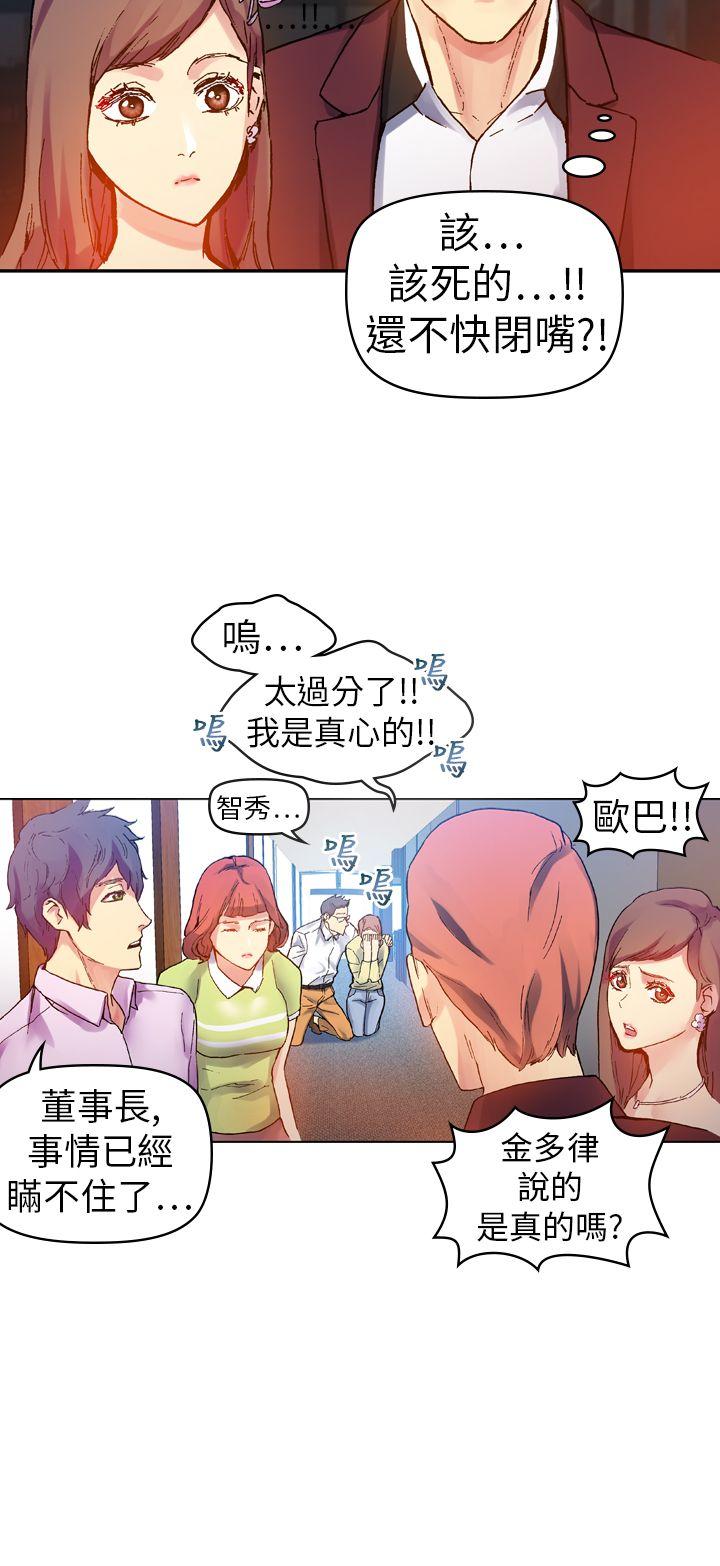 ……!!……
該…
該死的…!!
還不快閉嘴?!
嗚…
太過分了!!
我是真心的!!
嗚
嗚
嗚
智秀…
嗚
嗚
歐巴!!
董事長,
事情已經
瞞不住了…
金多律
說的
是真的嗎?